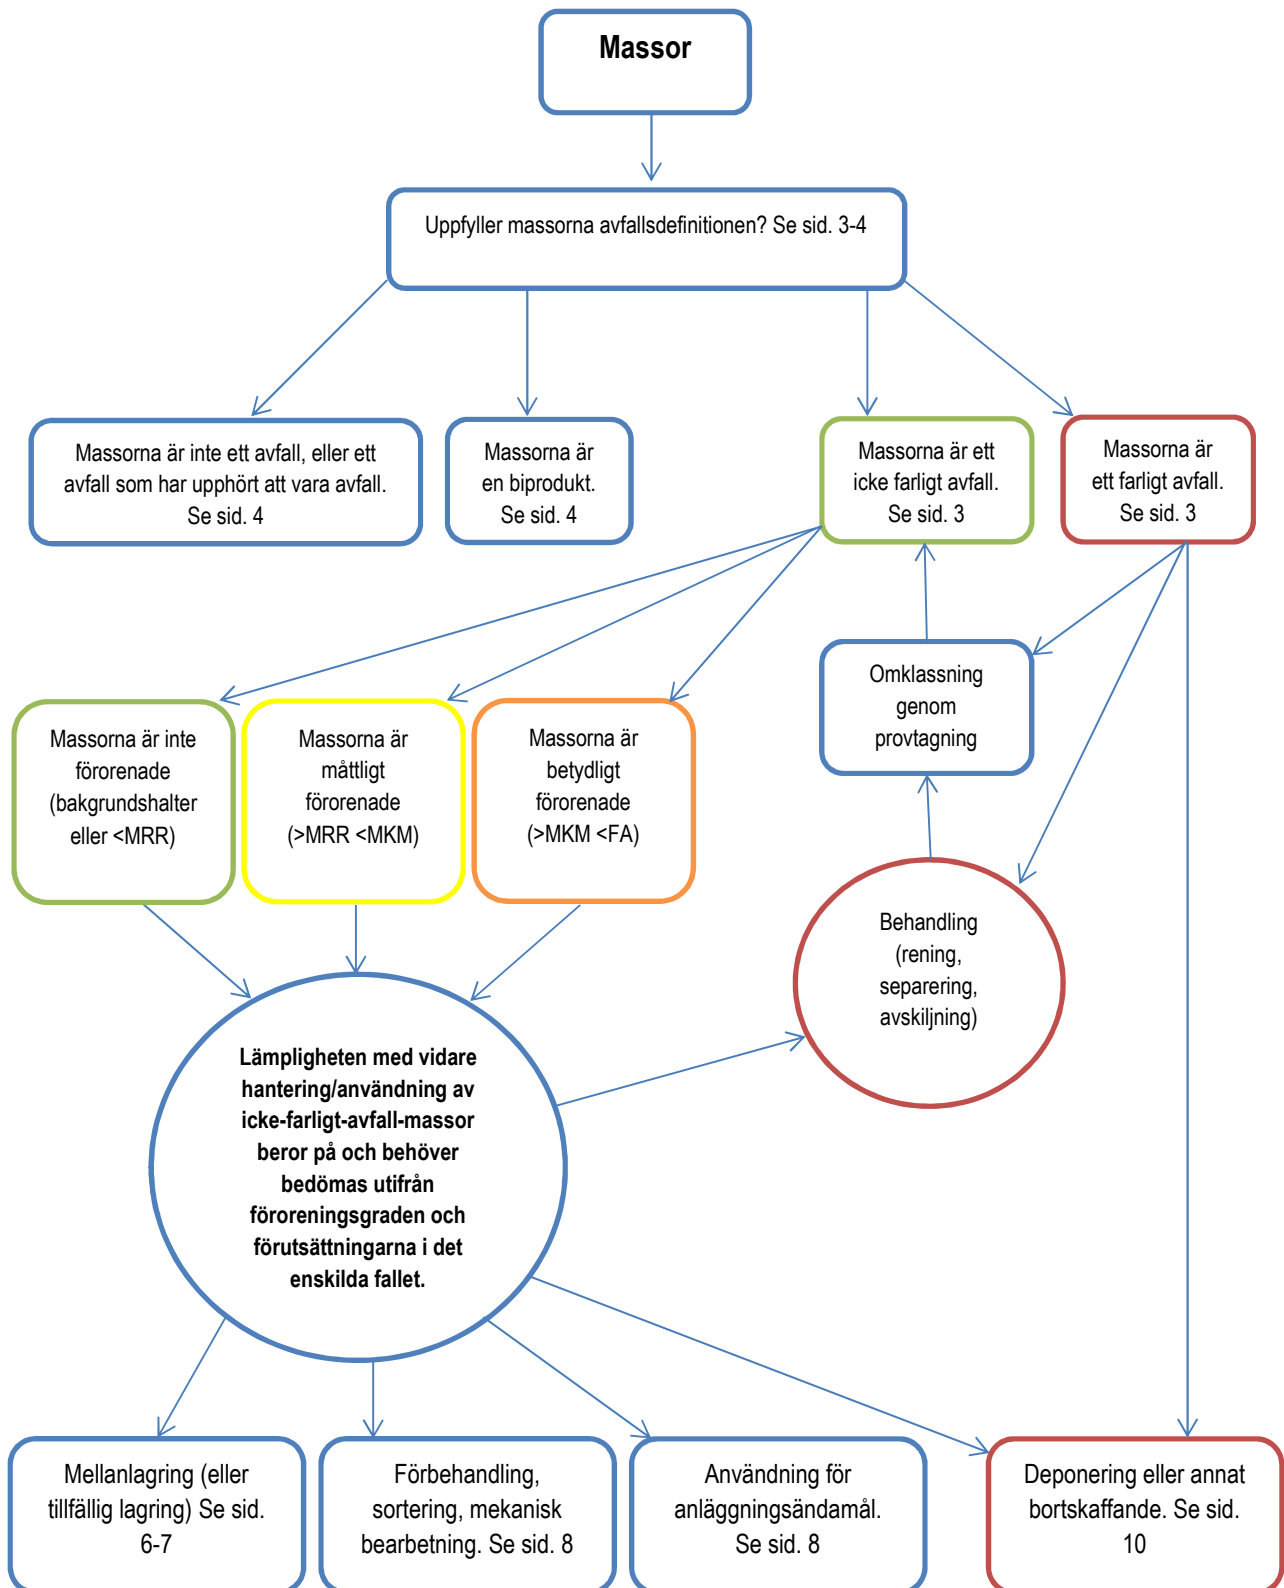 Massor
Uppfyller massorna avfallsdefinitionen? Se sid. 3-4
Massorna är inte ett avfall, eller ett
avfall som har upphört att vara avfall.
Se sid. 4
Massorna är
en biprodukt.
Se sid. 4
Massorna är ett
icke farligt avfall.
Se sid. 3
Massorna är
ett farligt avfall.
Se sid. 3
Omklassning
genom
provtagning
Massorna är inte
förorenade
(bakgrundshalter
eller <MRR)
Massorna är
måttligt
förorenade
(>MRR <MKM)
Massorna är
betydligt
förorenade
(>MKM <FA)
Behandling
(rening,
separering,
avskiljning)
Lämpligheten med vidare
hantering/användning av
icke-farligt-avfall-massor
beror på och behöver
bedömas utifrån
föroreningsgraden och
förutsättningarna i det
enskilda fallet.
Mellanlagring (eller
tillfällig lagring) Se sid.
6-7
Förbehandling,
sortering, mekanisk
bearbetning. Se sid. 8
Användning för
anläggningsändamål.
Se sid. 8
Deponering eller annat
bortskaffande. Se sid.
10